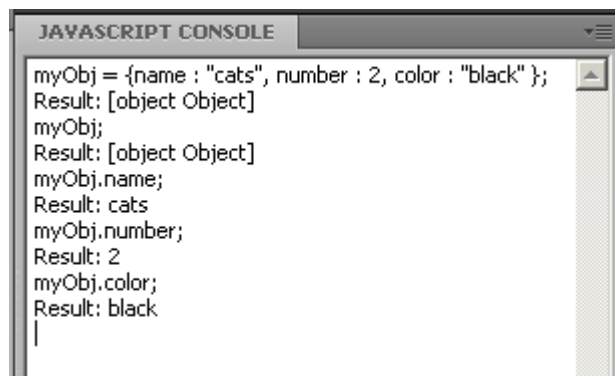 JAVASCRIPT CONSOLE
myObj = {name : "cats", number : 2, color : "black" };
Result: [object Object]
myObj;
Result: [object Object]
myObj.name;
Result: cats
myObj.number;
Result: 2
myObj.color;
Result: black